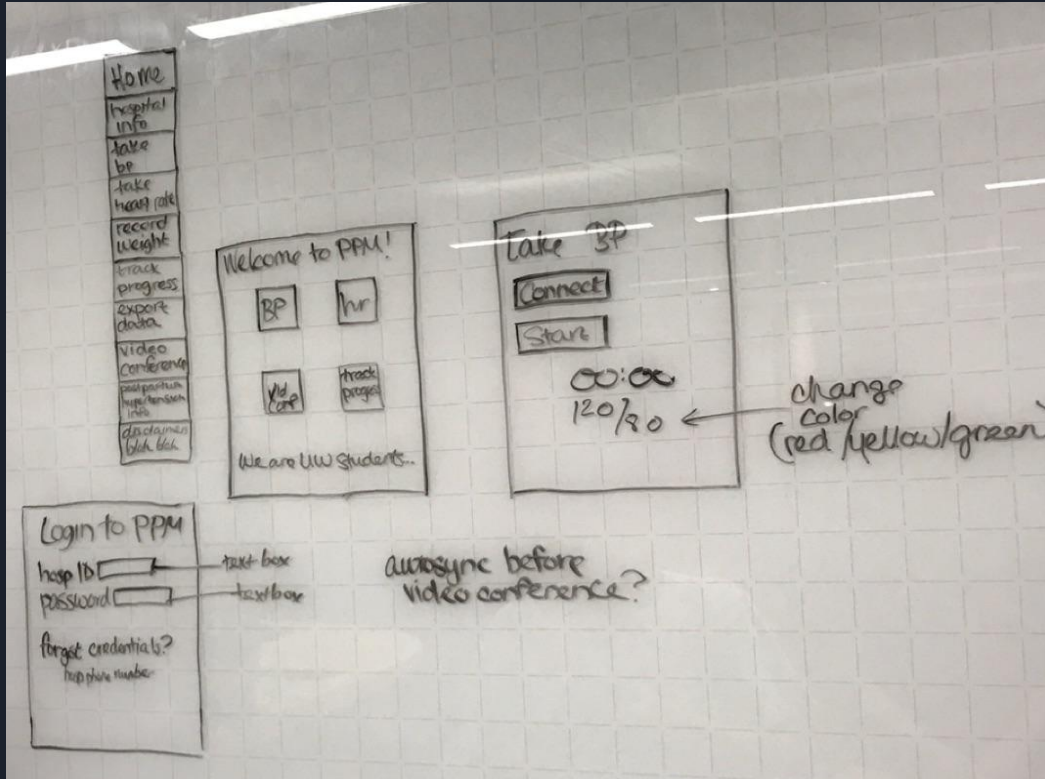 Home
hospital
info
take
bp
take
heart rate
record
weight
track
progress
export
data
video
conference
postpartum
hypertension
info
disclaimer
blah blah
Welcome to PPM!
BP
hr
Vid
Conf
track
progress
We are UW students...
Take BP
Connect
Start
00:00
120/80
change
color
(red/yellow/green)
Login to PPM
hosp ID
text box
password
textbox
forgot credentials?
hosp phone number
autosync before
video conference?